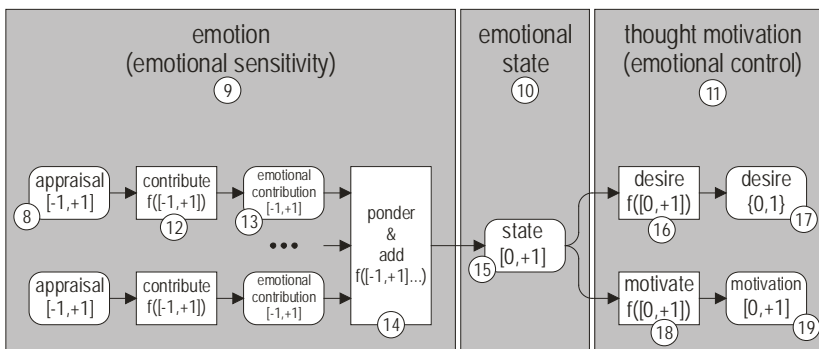 emotion
(emotional sensitivity)
9
emotional
state
10
thought motivation
(emotional control)
11
appraisal
[-1,+1]
8
contribute
f([-1,+1])
12
emotional
contribution
[-1,+1]
13
•••
appraisal
[-1,+1]
contribute
f([-1,+1])
emotional
contribution
[-1,+1]
ponder
&
add
f([-1,+1]...)
14
state
[0,+1]
15
desire
f([0,+1])
16
desire
{0,1}
17
motivate
f([0,+1])
18
motivation
[0,+1]
19